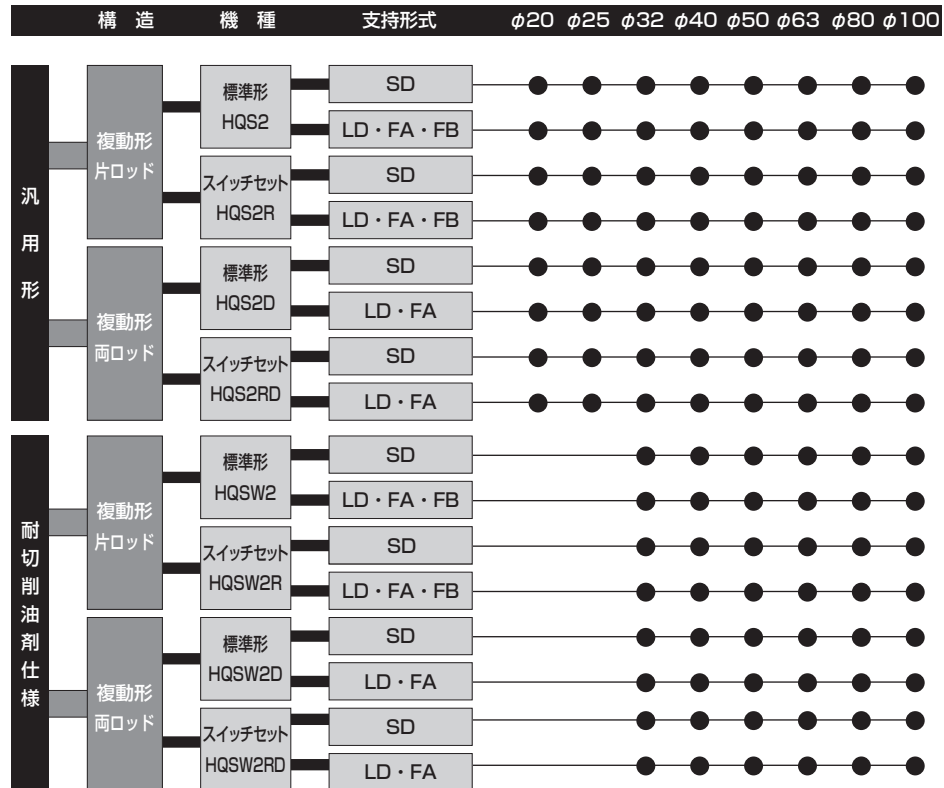 構 造 機 種 支持形式 φ20 φ25 φ32 φ40 φ50 φ63 φ80 φ100
汎用形
複動形
片ロッド
標準形
HQS2
SD
LD・FA・FB
スイッチセット
HQS2R
SD
LD・FA・FB
複動形
両ロッド
標準形
HQS2D
SD
LD・FA
スイッチセット
HQS2RD
SD
LD・FA
耐切削油剤仕様
複動形
片ロッド
標準形
HQSW2
SD
LD・FA・FB
スイッチセット
HQSW2R
SD
LD・FA・FB
複動形
両ロッド
標準形
HQSW2D
SD
LD・FA
スイッチセット
HQSW2RD
SD
LD・FA